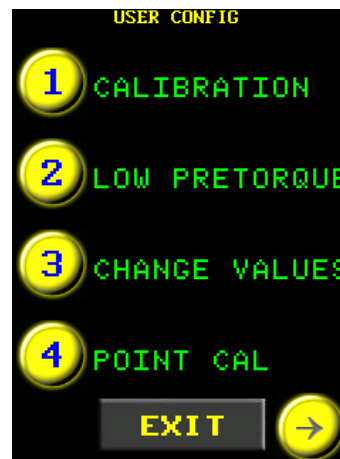 USER CONFIG
1 CALIBRATION
2 LOW PRETORQUE
3 CHANGE VALUES
4 POINT CAL
EXIT →